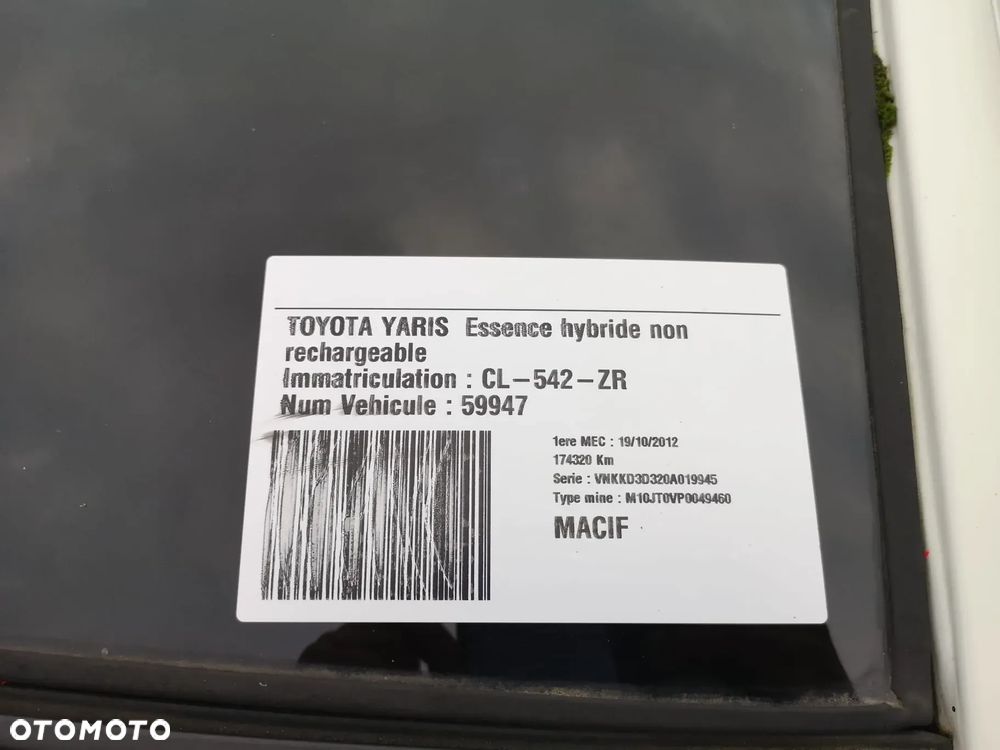 TOYOTA YARIS Essence hybride non
rechargeable
Immatriculation : CL-542-ZR
Num Vehicule : 59947
1ere MEC : 19/10/2012
174320 Km
Serie : VNKKD3D320A019945
Type mine : M10JT0VP0049460
MACIF
OTOMOTO